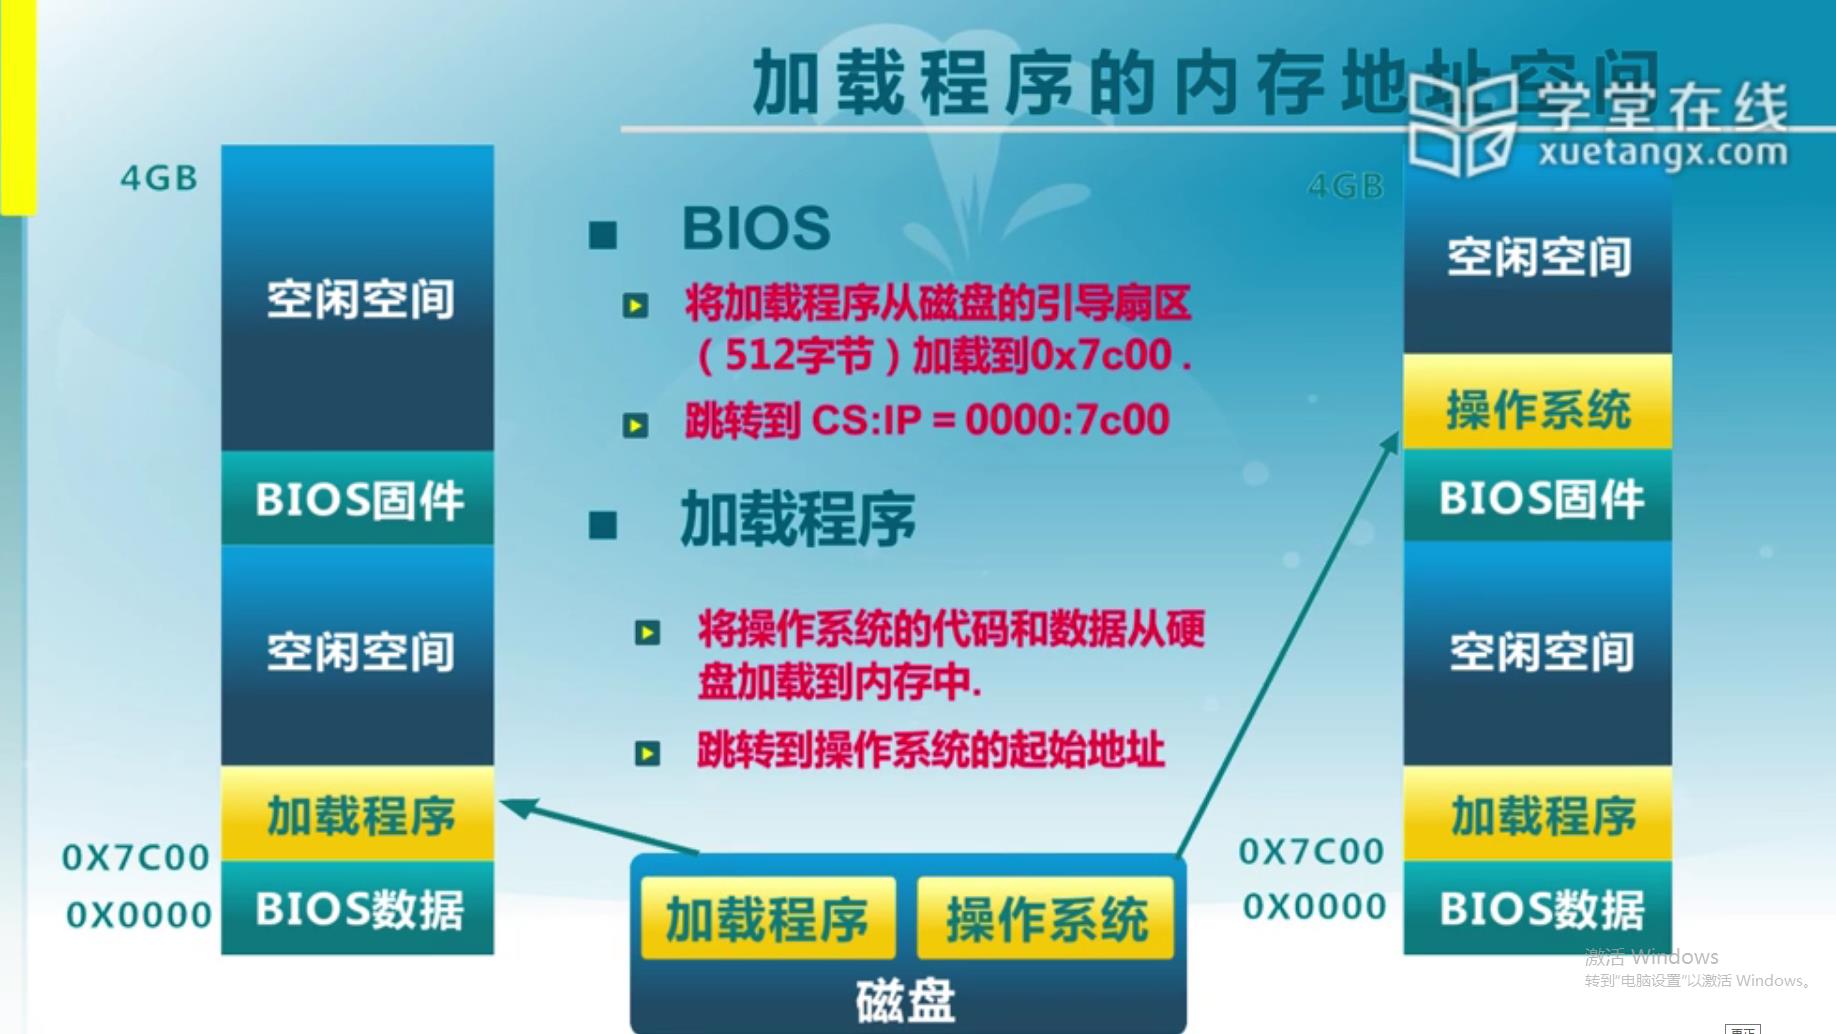 加载程序的内存地址空间
学堂在线
xuetangx.com
4GB
空闲空间
BIOS固件
空闲空间
加载程序
0X7C00
0X0000
BIOS数据
■ BIOS
将加载程序从磁盘的引导扇区
（512字节）加载到0x7c00 .
跳转到 CS:IP = 0000:7c00
■ 加载程序
将操作系统的代码和数据从硬
盘加载到内存中.
跳转到操作系统的起始地址
加载程序
操作系统
磁盘
4GB
空闲空间
操作系统
BIOS固件
空闲空间
加载程序
0X7C00
0X0000
BIOS数据
激活 Windows
转到"电脑设置"以激活 Windows。